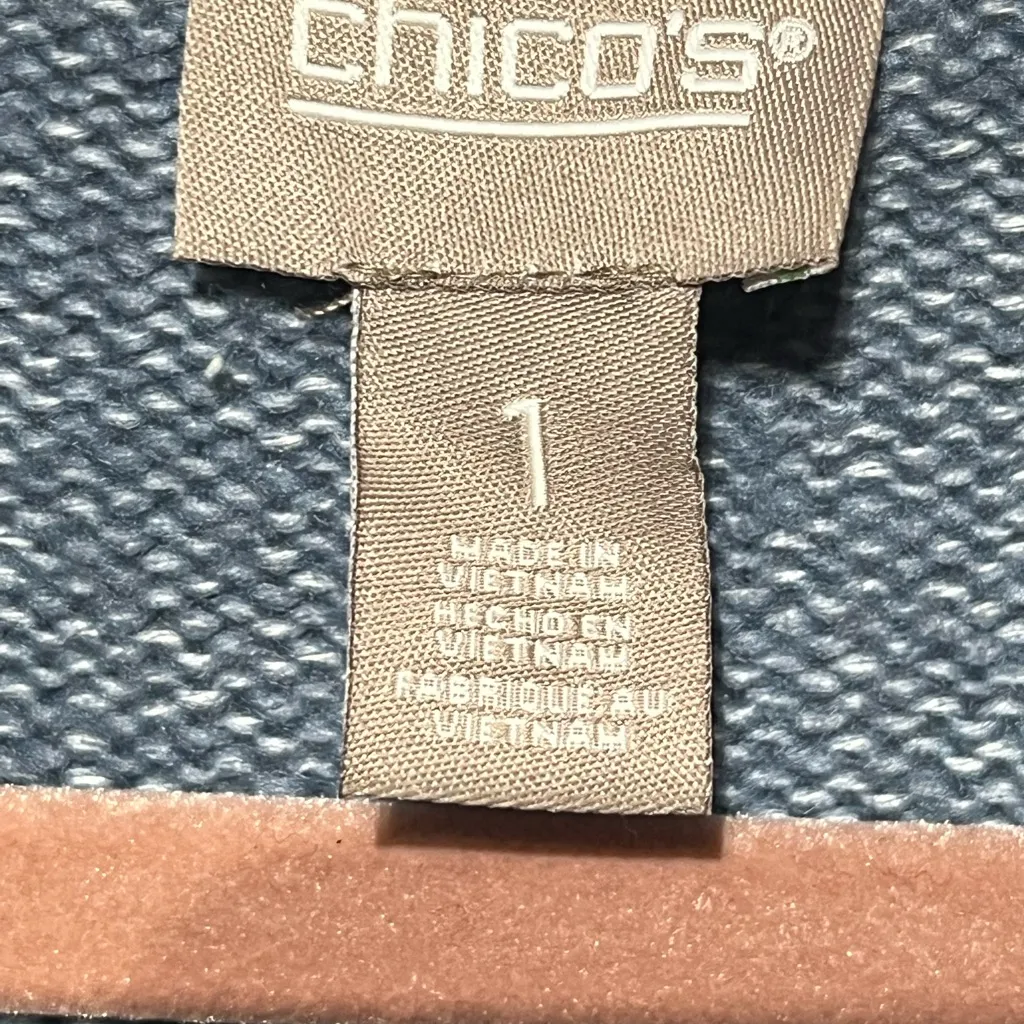 chico's®
1
MADE IN
VIETNAM
HECHO EN
VIETNAM
FABRIQUE AU
VIETNAM